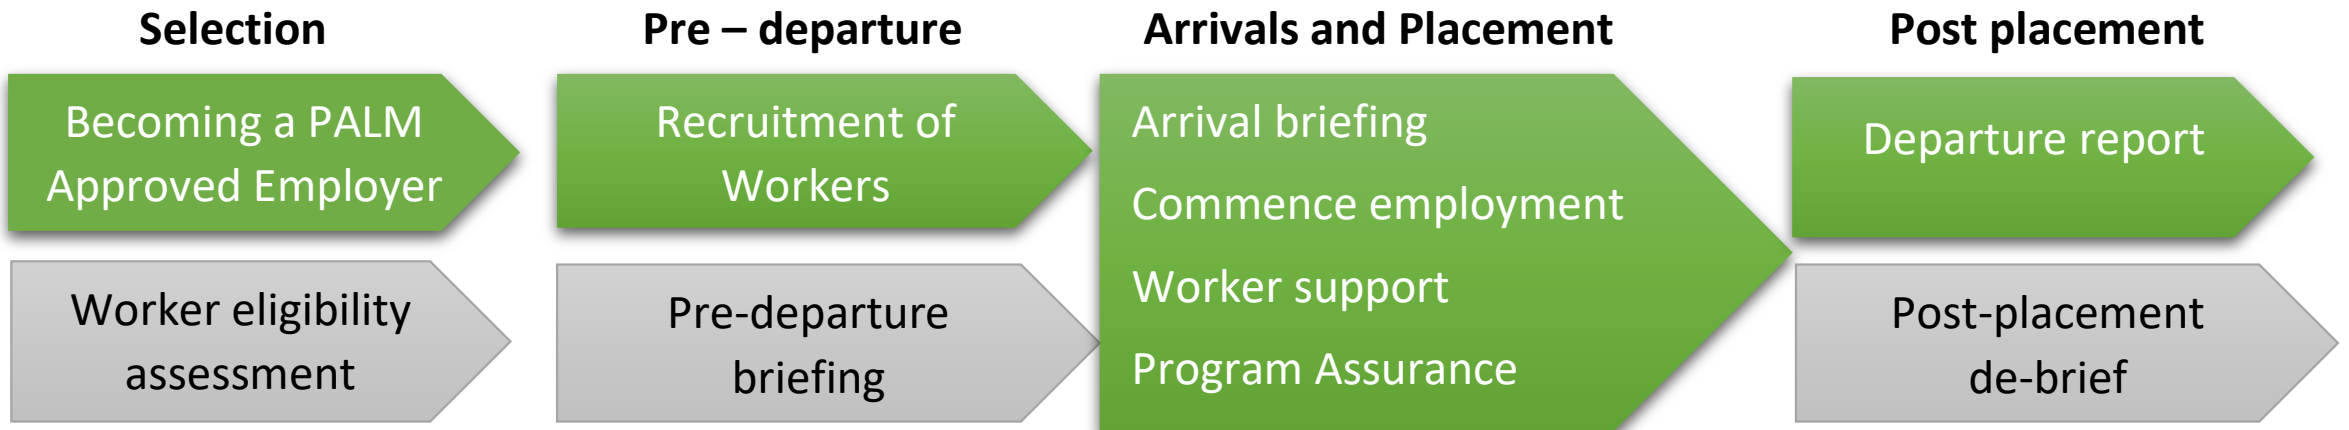 Selection
Pre – departure
Arrivals and Placement
Post placement
Becoming a PALM
Approved Employer
Worker eligibility
assessment
Recruitment of
Workers
Pre-departure
briefing
Arrival briefing
Commence employment
Worker support
Program Assurance
Departure report
Post-placement
de-brief